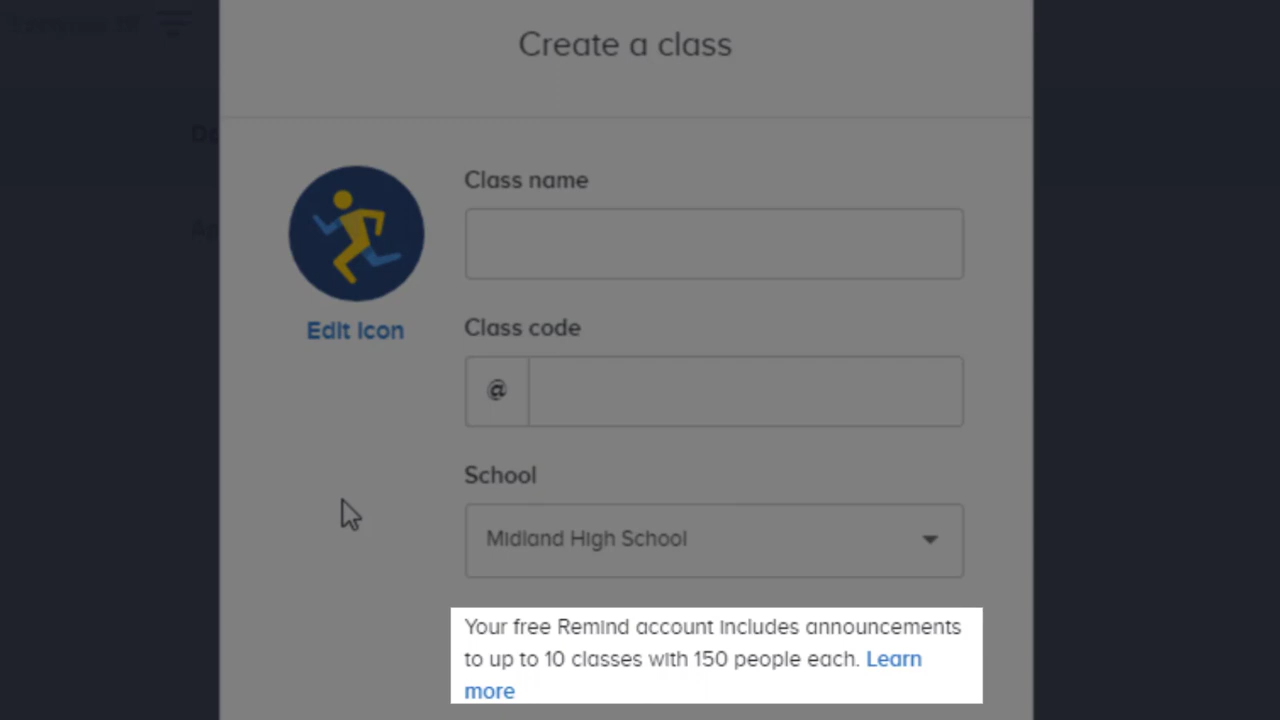 Create a class
Class name
Edit icon
Class code
@
School
Midland High School
Your free Remind account includes announcements
to up to 10 classes with 150 people each. Learn
more